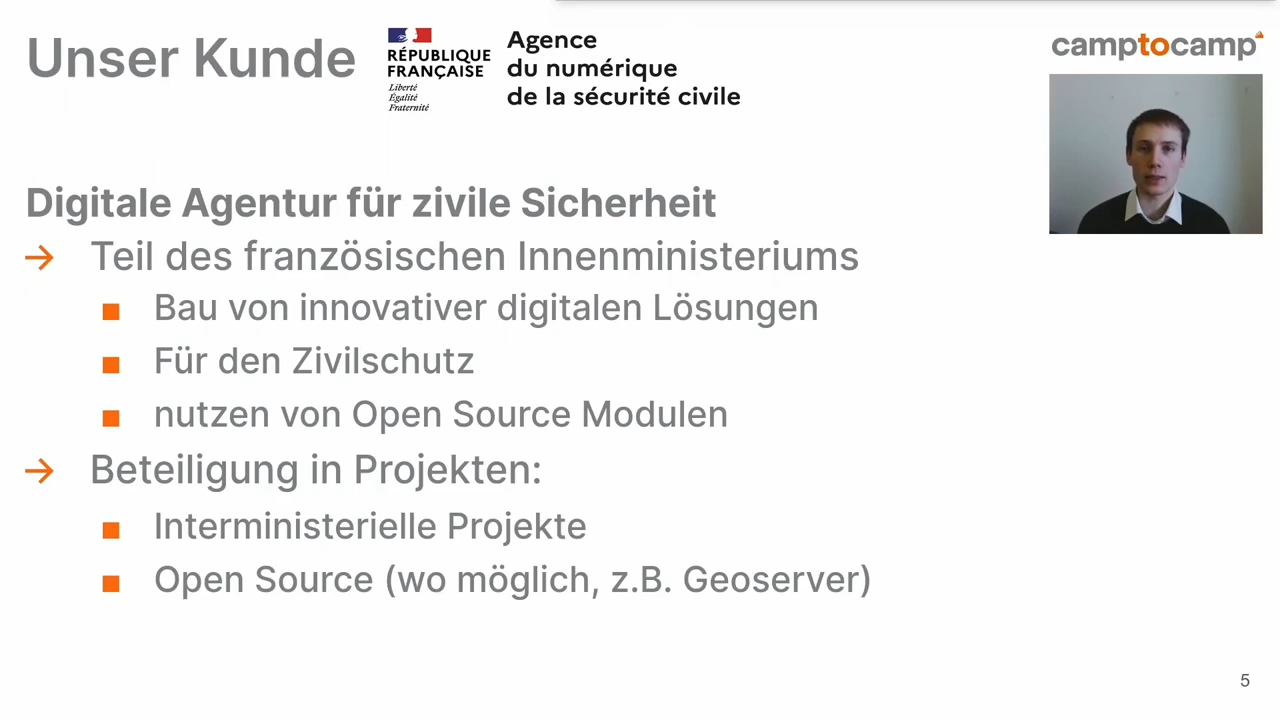 Unser Kunde
RÉPUBLIQUE
FRANÇAISE
Liberté
Égalité
Fraternité
Agence
du numérique
de la sécurité civile
camptocamp
Digitale Agentur für zivile Sicherheit
→ Teil des französischen Innenministeriums
■ Bau von innovativer digitalen Lösungen
■ Für den Zivilschutz
■ nutzen von Open Source Modulen
→ Beteiligung in Projekten:
■ Interministerielle Projekte
■ Open Source (wo möglich, z.B. Geoserver)
5